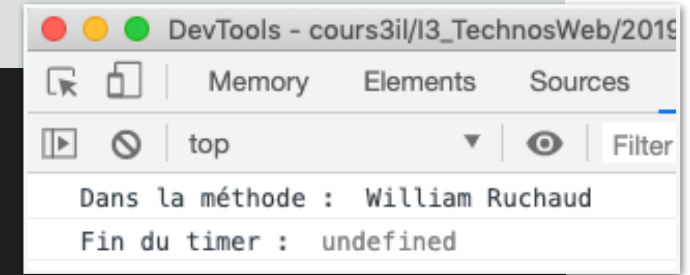 DevTools - cours3il/I3_TechnosWeb/2019
Memory Elements Sources
top Filter
Dans la méthode : William Ruchaud
Fin du timer : undefined